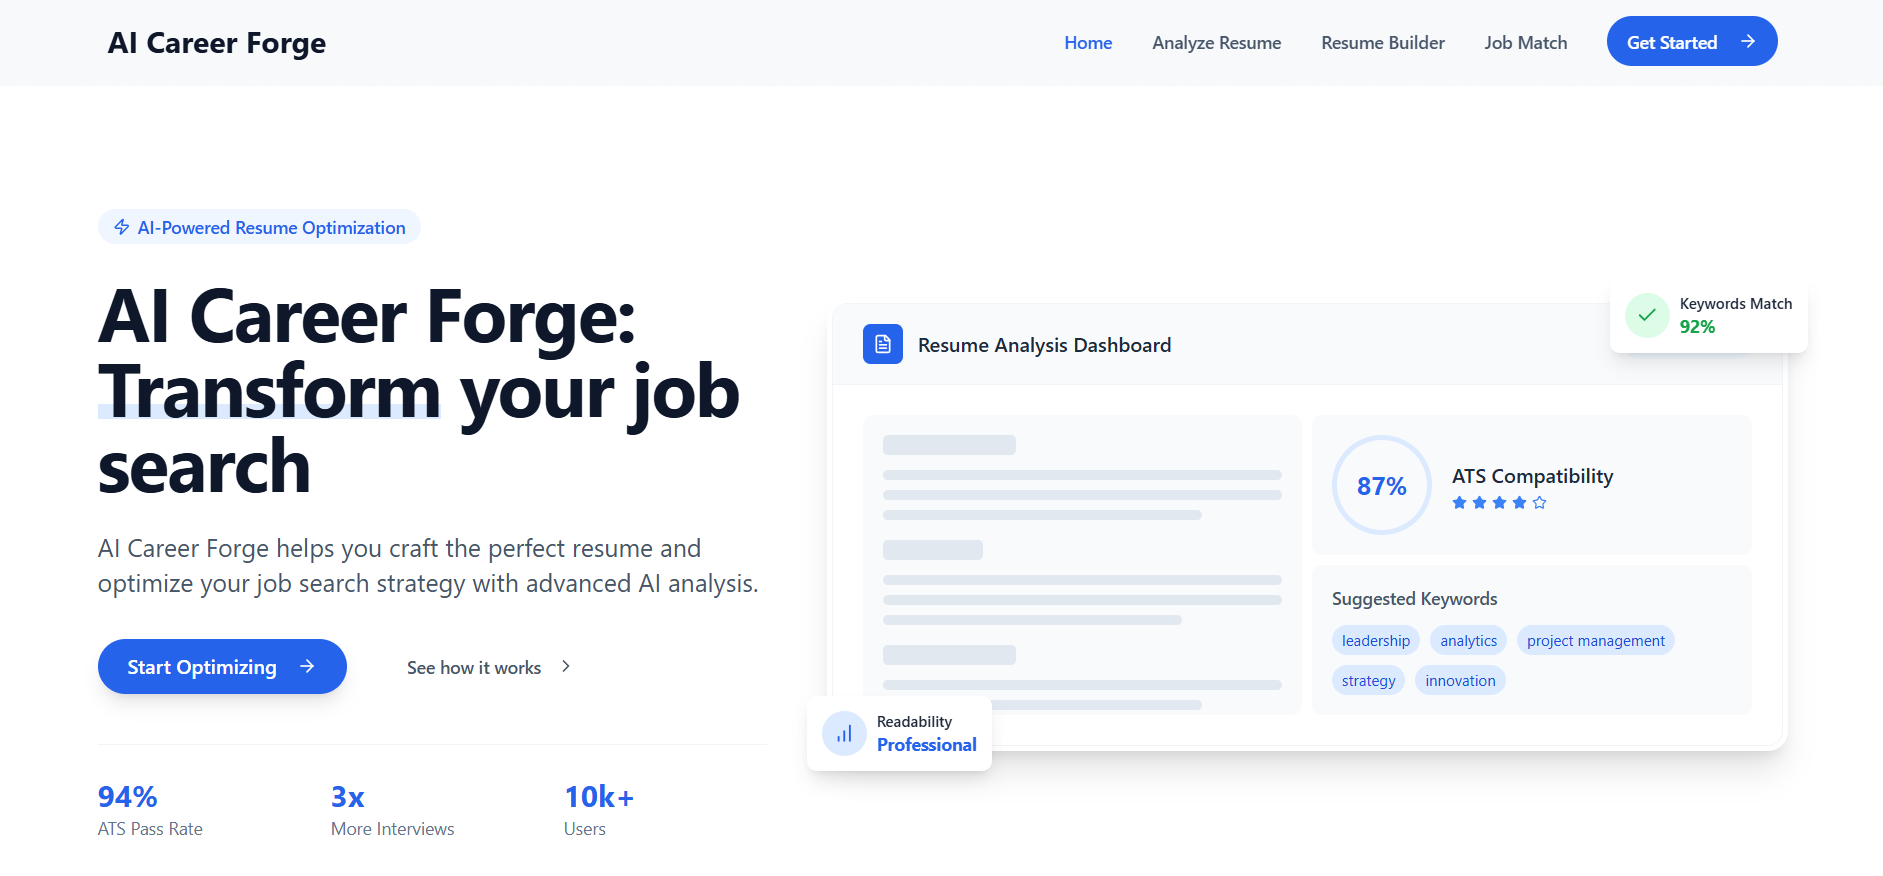 AI Career Forge
Home
Analyze Resume
Resume Builder
Job Match
Get Started
AI-Powered Resume Optimization
AI Career Forge:
Transform your job
search
AI Career Forge helps you craft the perfect resume and
optimize your job search strategy with advanced AI analysis.
Start Optimizing
See how it works
94%
ATS Pass Rate
3x
More Interviews
10k+
Users
Resume Analysis Dashboard
Keywords Match
92%
87%
ATS Compatibility
Suggested Keywords
leadership
analytics
project management
strategy
innovation
Readability
Professional